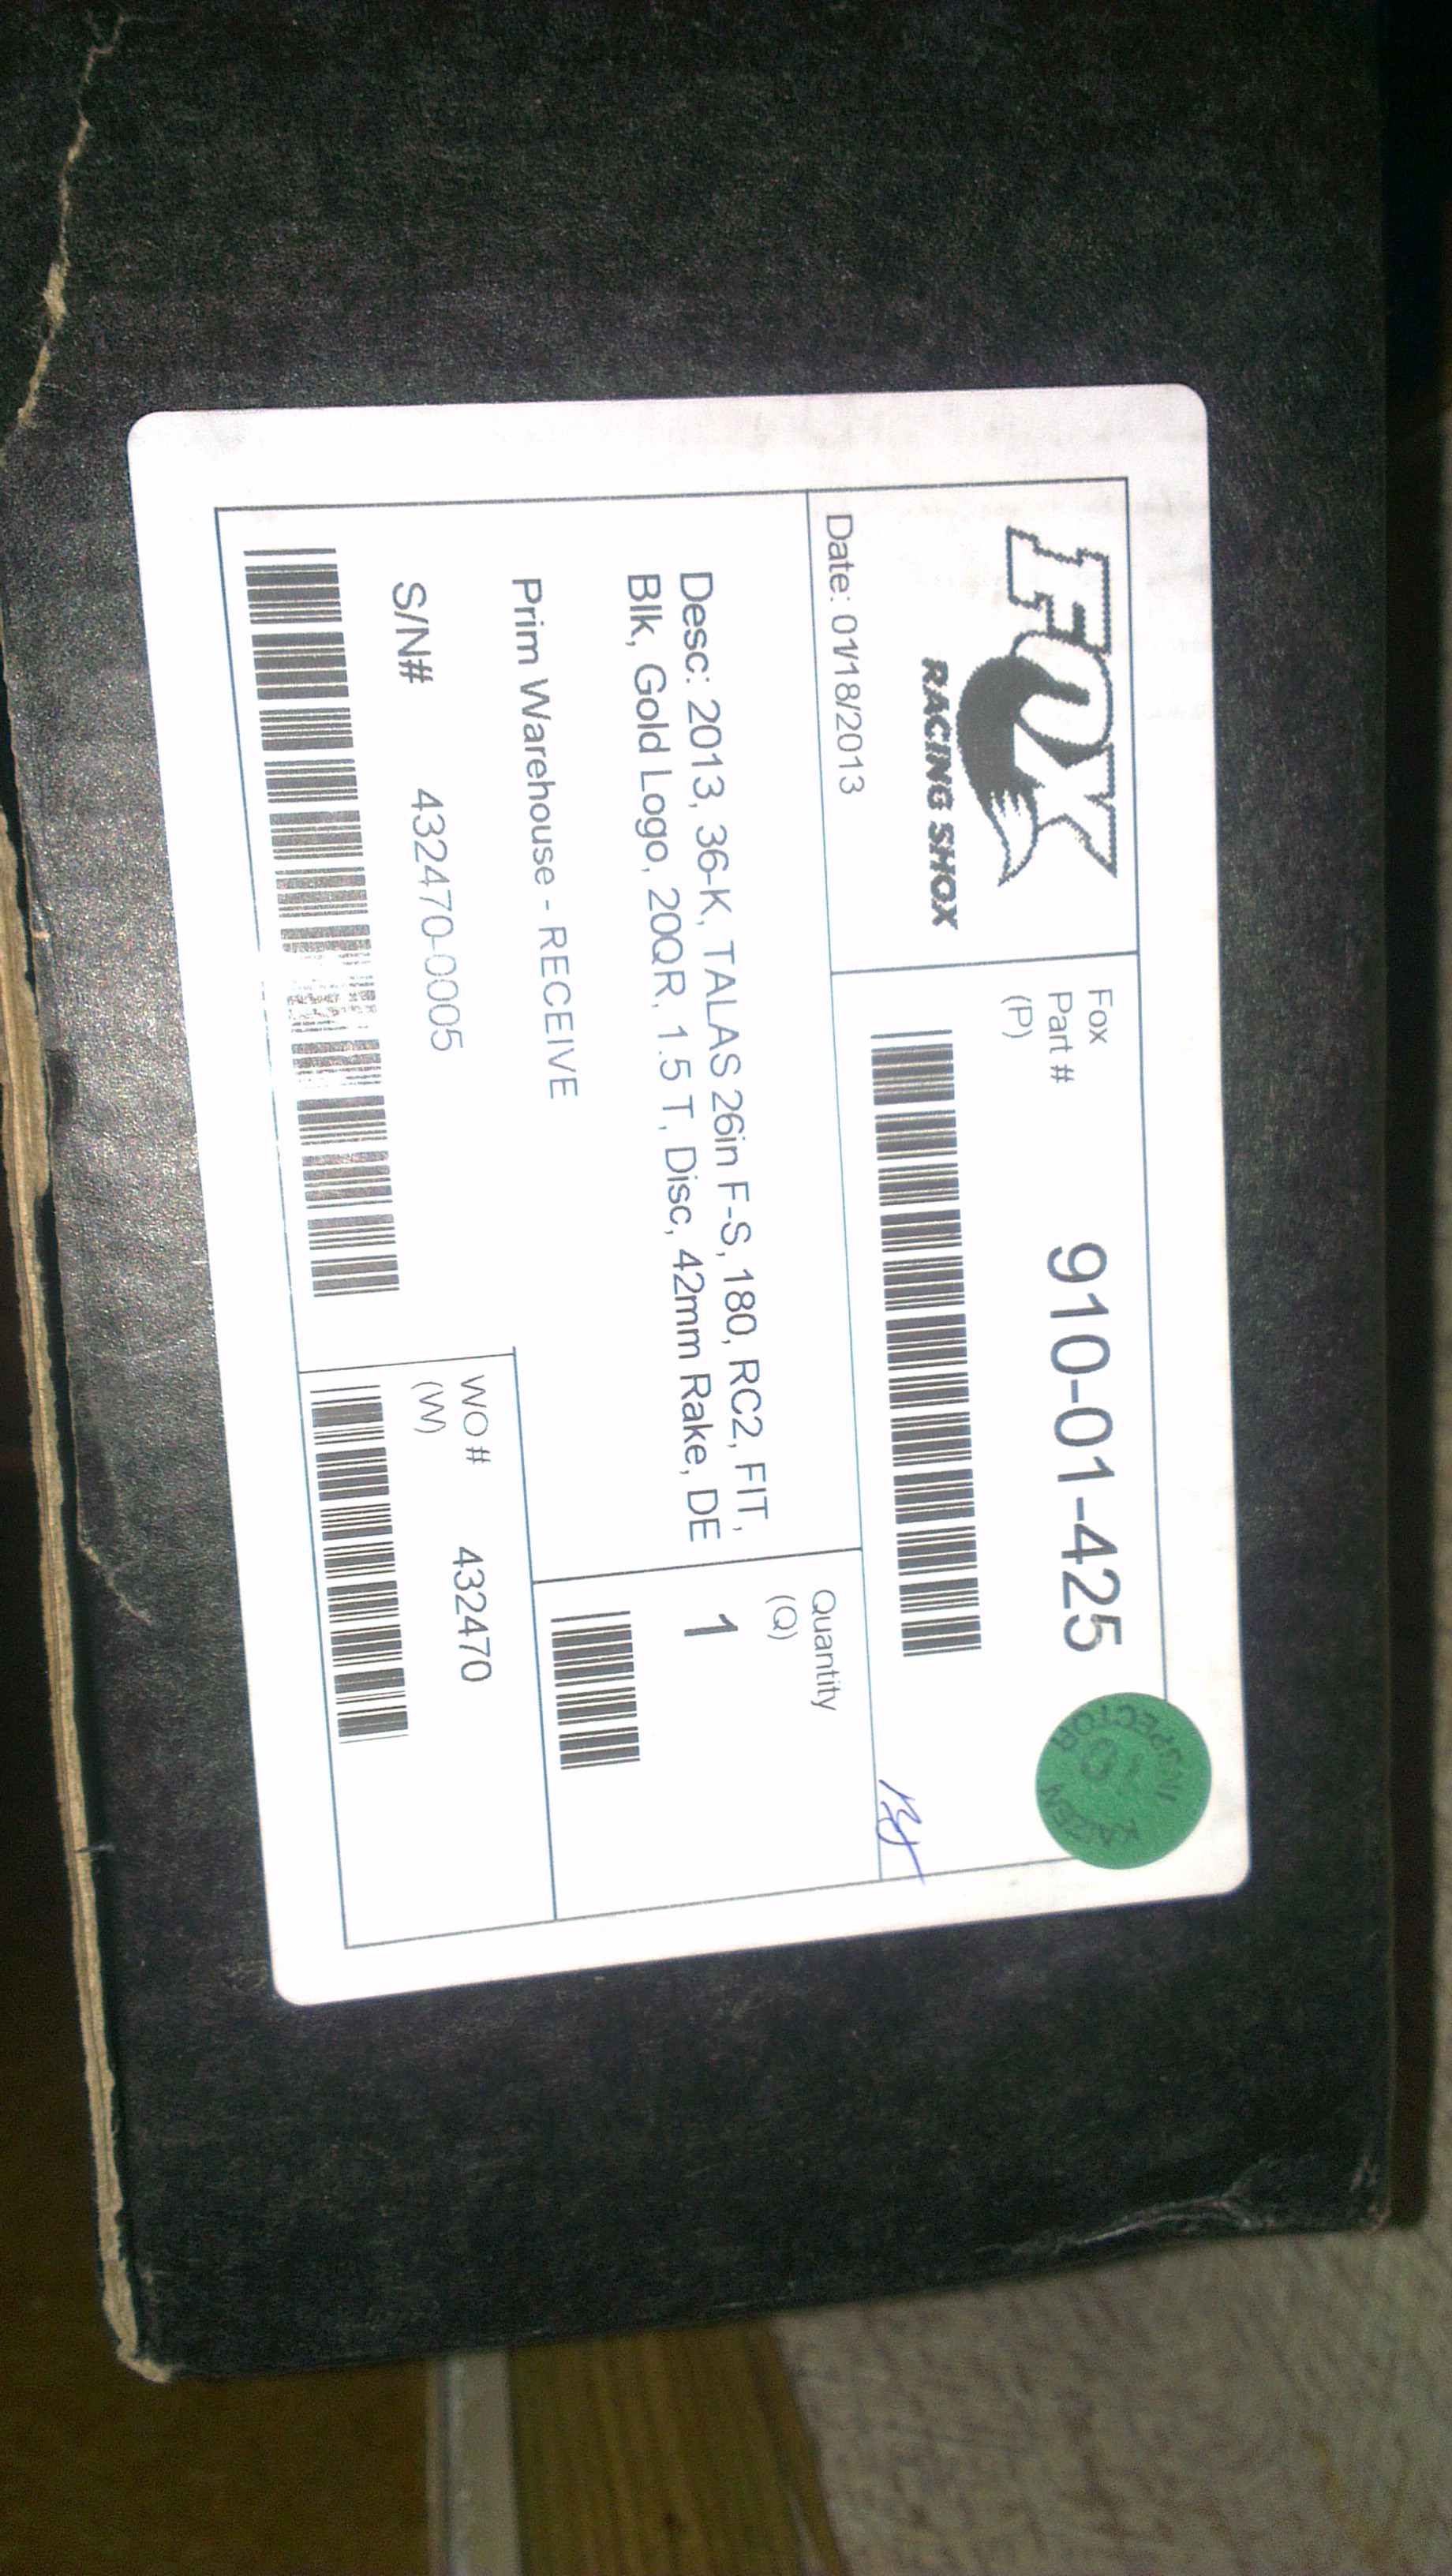 FOX
RACING SHOX
Date: 01/18/2013
Fox
Part #
(P)
910-01-425
INSPECTOR
10
KAIZEN
Desc: 2013, 36-K, TALAS 26in F-S, 180, RC2, FIT,
Blk, Gold Logo, 20QR, 1.5 T, Disc, 42mm Rake, DE
Quantity
(Q)
1
Prim Warehouse - RECEIVE
S/N# 432470-0005
WO# 432470
(W)